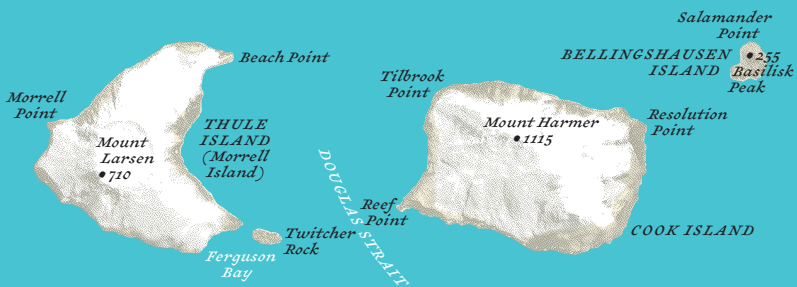 Salamander
Point
BELLINGSHAUSEN
ISLAND
255
Basilisk
Peak
Beach Point
Tilbrook
Point
Morrell
Point
Mount
Larsen
710
THULE
ISLAND
(Morrell
Island)
Mount Harmer
1115
Resolution
Point
DOUGLAS STRAIT
Reef
Point
Twitcher
Rock
Ferguson
Bay
COOK ISLAND